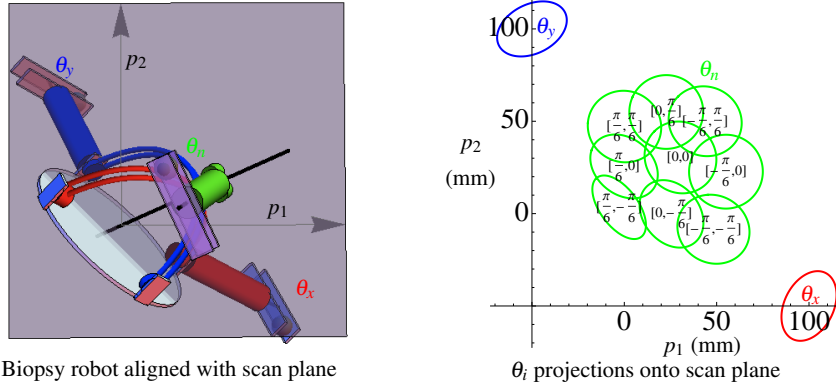 p₂
θy
θn
p₁
θx
Biopsy robot aligned with scan plane
100
θy
θn
[0,π/6]
[π/6,π/6]
[-π/6,π/6]
50
p₂
(mm)
[0,0]
[π/6,0]
[-π/6,0]
0
[π/6,-π/6]
[0,-π/6]
[-π/6,-π/6]
θx
0
50
100
p₁ (mm)
θi projections onto scan plane